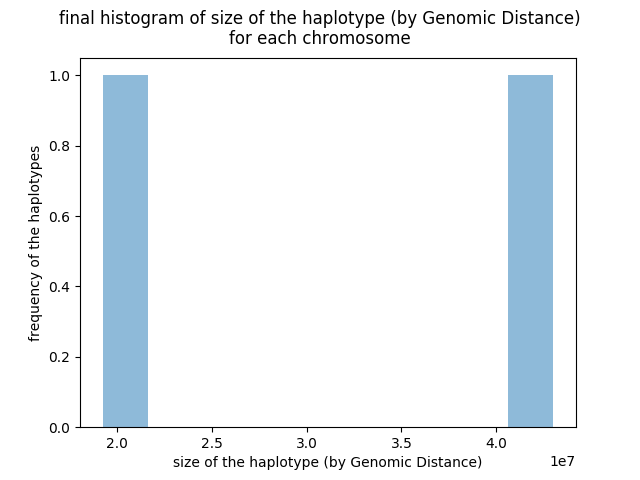 final histogram of size of the haplotype (by Genomic Distance)
for each chromosome
frequency of the haplotypes
1.0
0.8
0.6
0.4
0.2
0.0
2.0 2.5 3.0 3.5 4.0
1e7
size of the haplotype (by Genomic Distance)